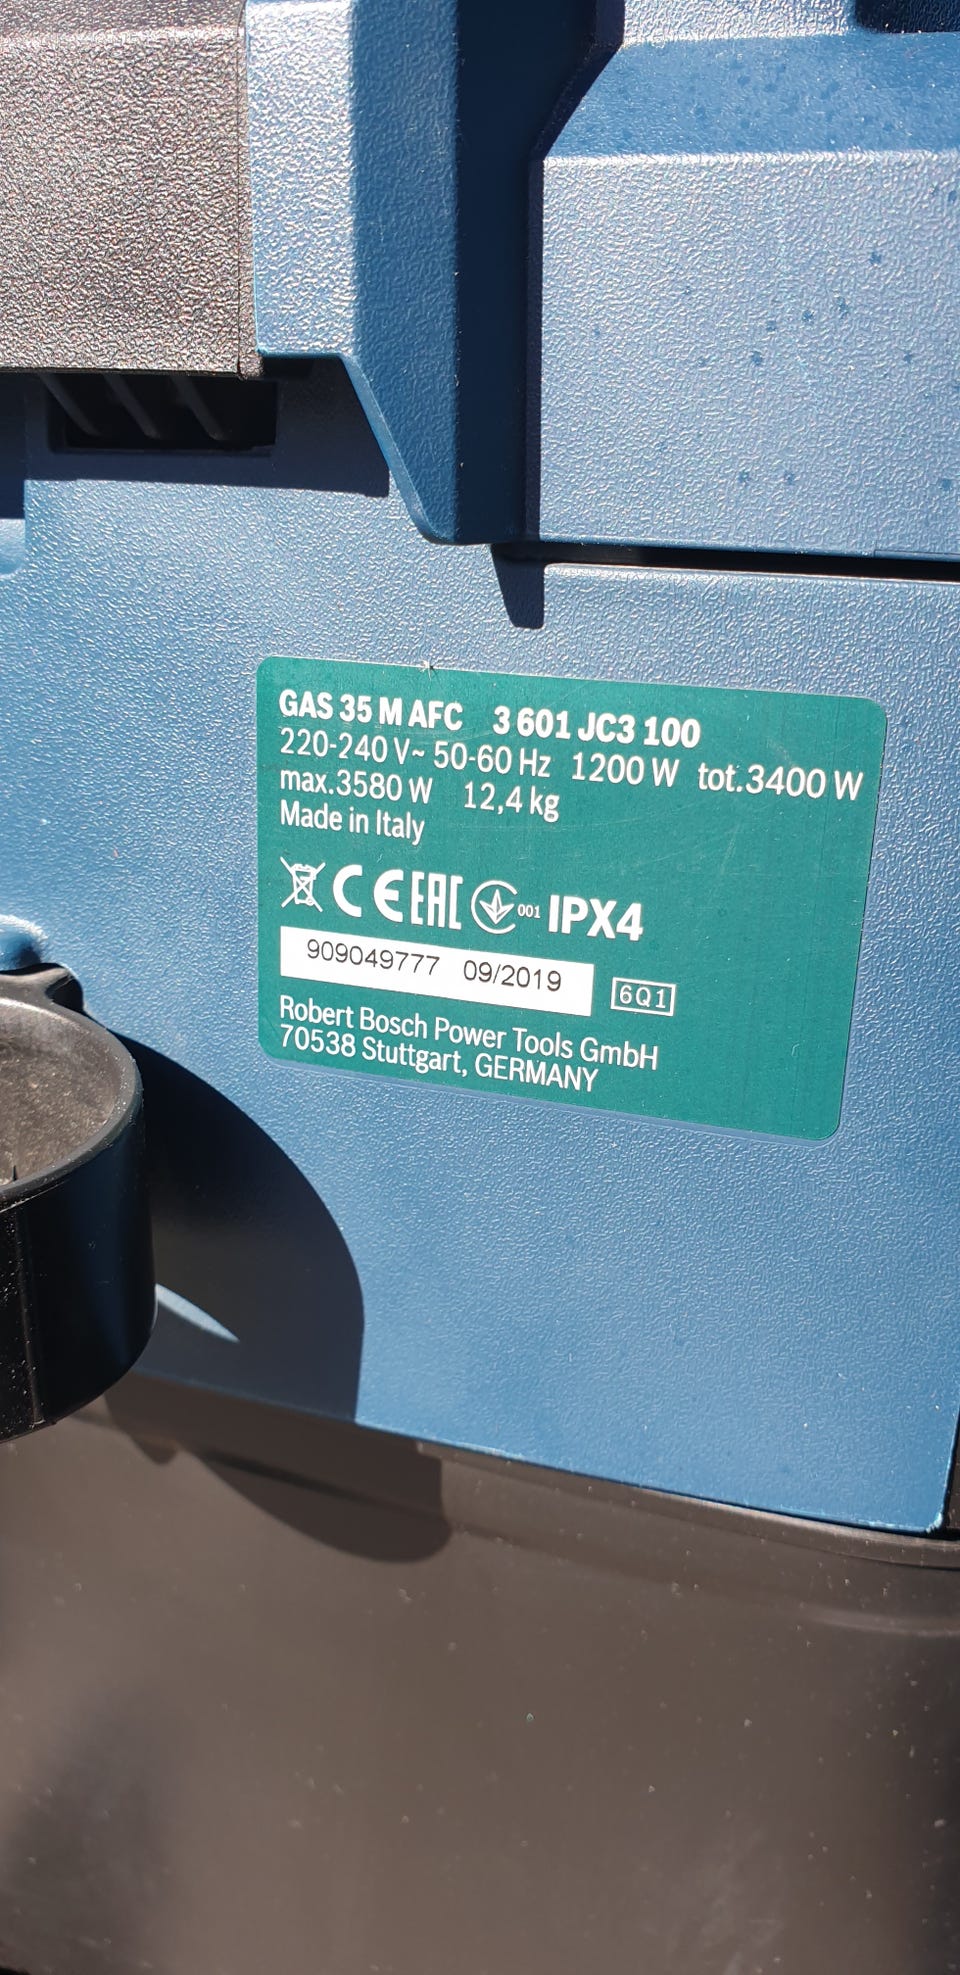 GAS 35 M AFC 3 601 JC3 100
220-240 V~ 50-60 Hz 1200 W tot.3400 W
max.3580 W 12,4 kg
Made in Italy
CE EAC 001 IPX4
909049777 09/2019 6Q1
Robert Bosch Power Tools GmbH
70538 Stuttgart, GERMANY